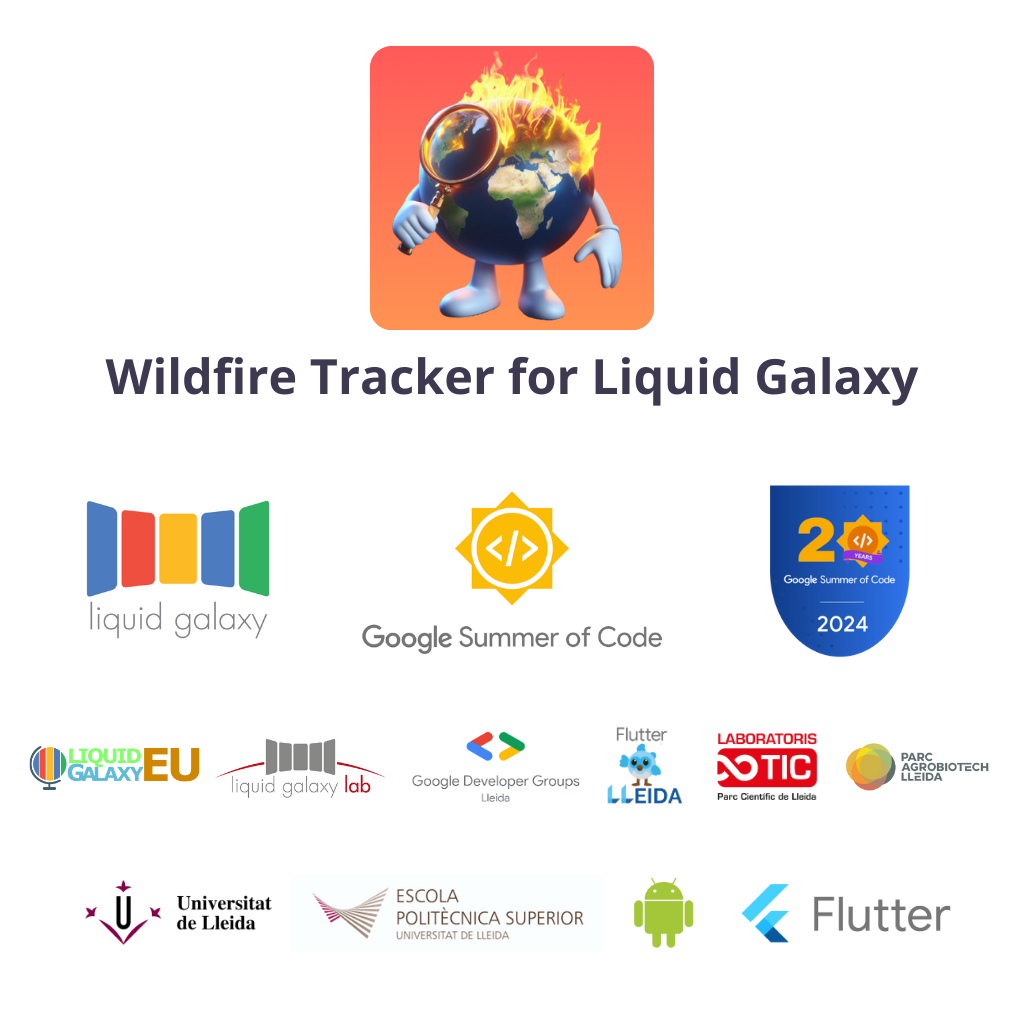 Wildfire Tracker for Liquid Galaxy
liquid galaxy
</>
Google Summer of Code
20
</>
YEARS
Google Summer of Code
2024
LIQUID
GALAXY
EU
liquid galaxy lab
Google Developer Groups
Lleida
Flutter
LLEIDA
LABORATORIS
TIC
Parc Científic de Lleida
PARC
AGROBIOTECH
LLEIDA
U
Universitat
de Lleida
ESCOLA
POLITÈCNICA SUPERIOR
UNIVERSITAT DE LLEIDA
Flutter